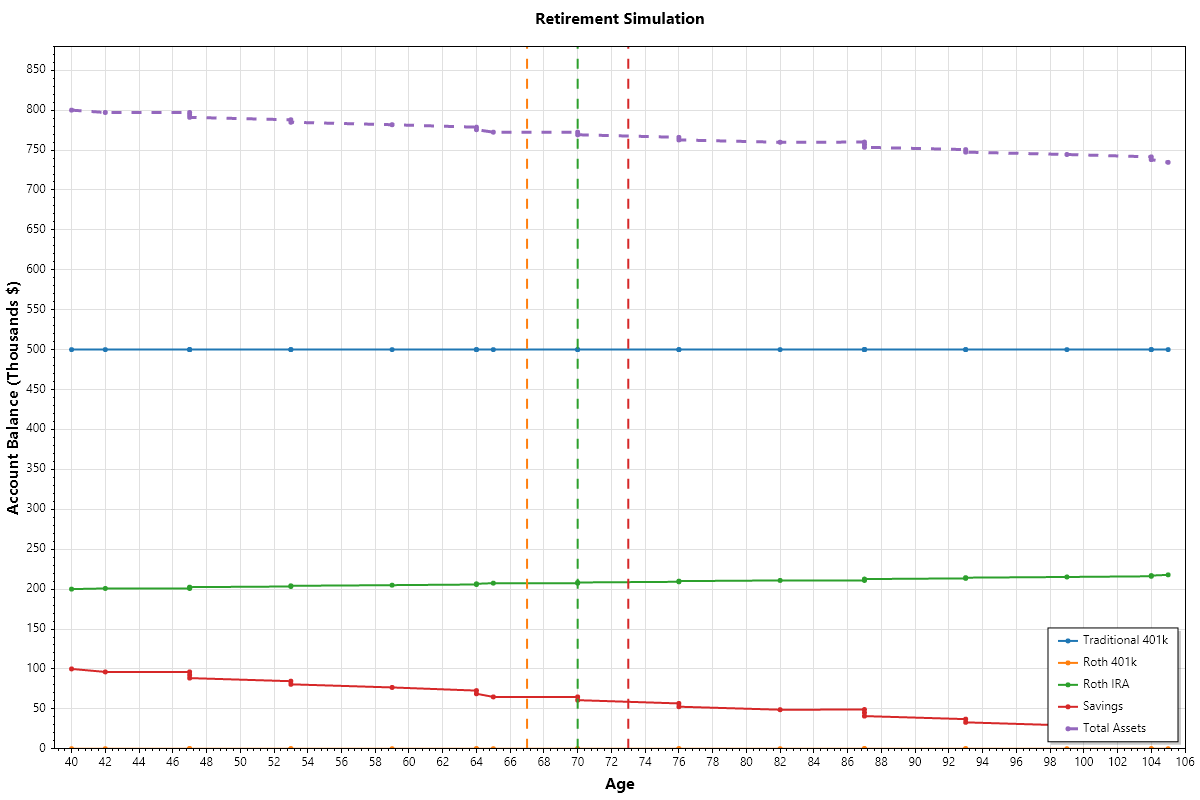 Retirement Simulation
Account Balance (Thousands $)
850
800
750
700
650
600
550
500
450
400
350
300
250
200
150
100
50
0
Traditional 401k
Roth 401k
Roth IRA
Savings
Total Assets
40 42 44 46 48 50 52 54 56 58 60 62 64 66 68 70 72 74 76 78 80 82 84 86 88 90 92 94 96 98 100 102 104 106
Age